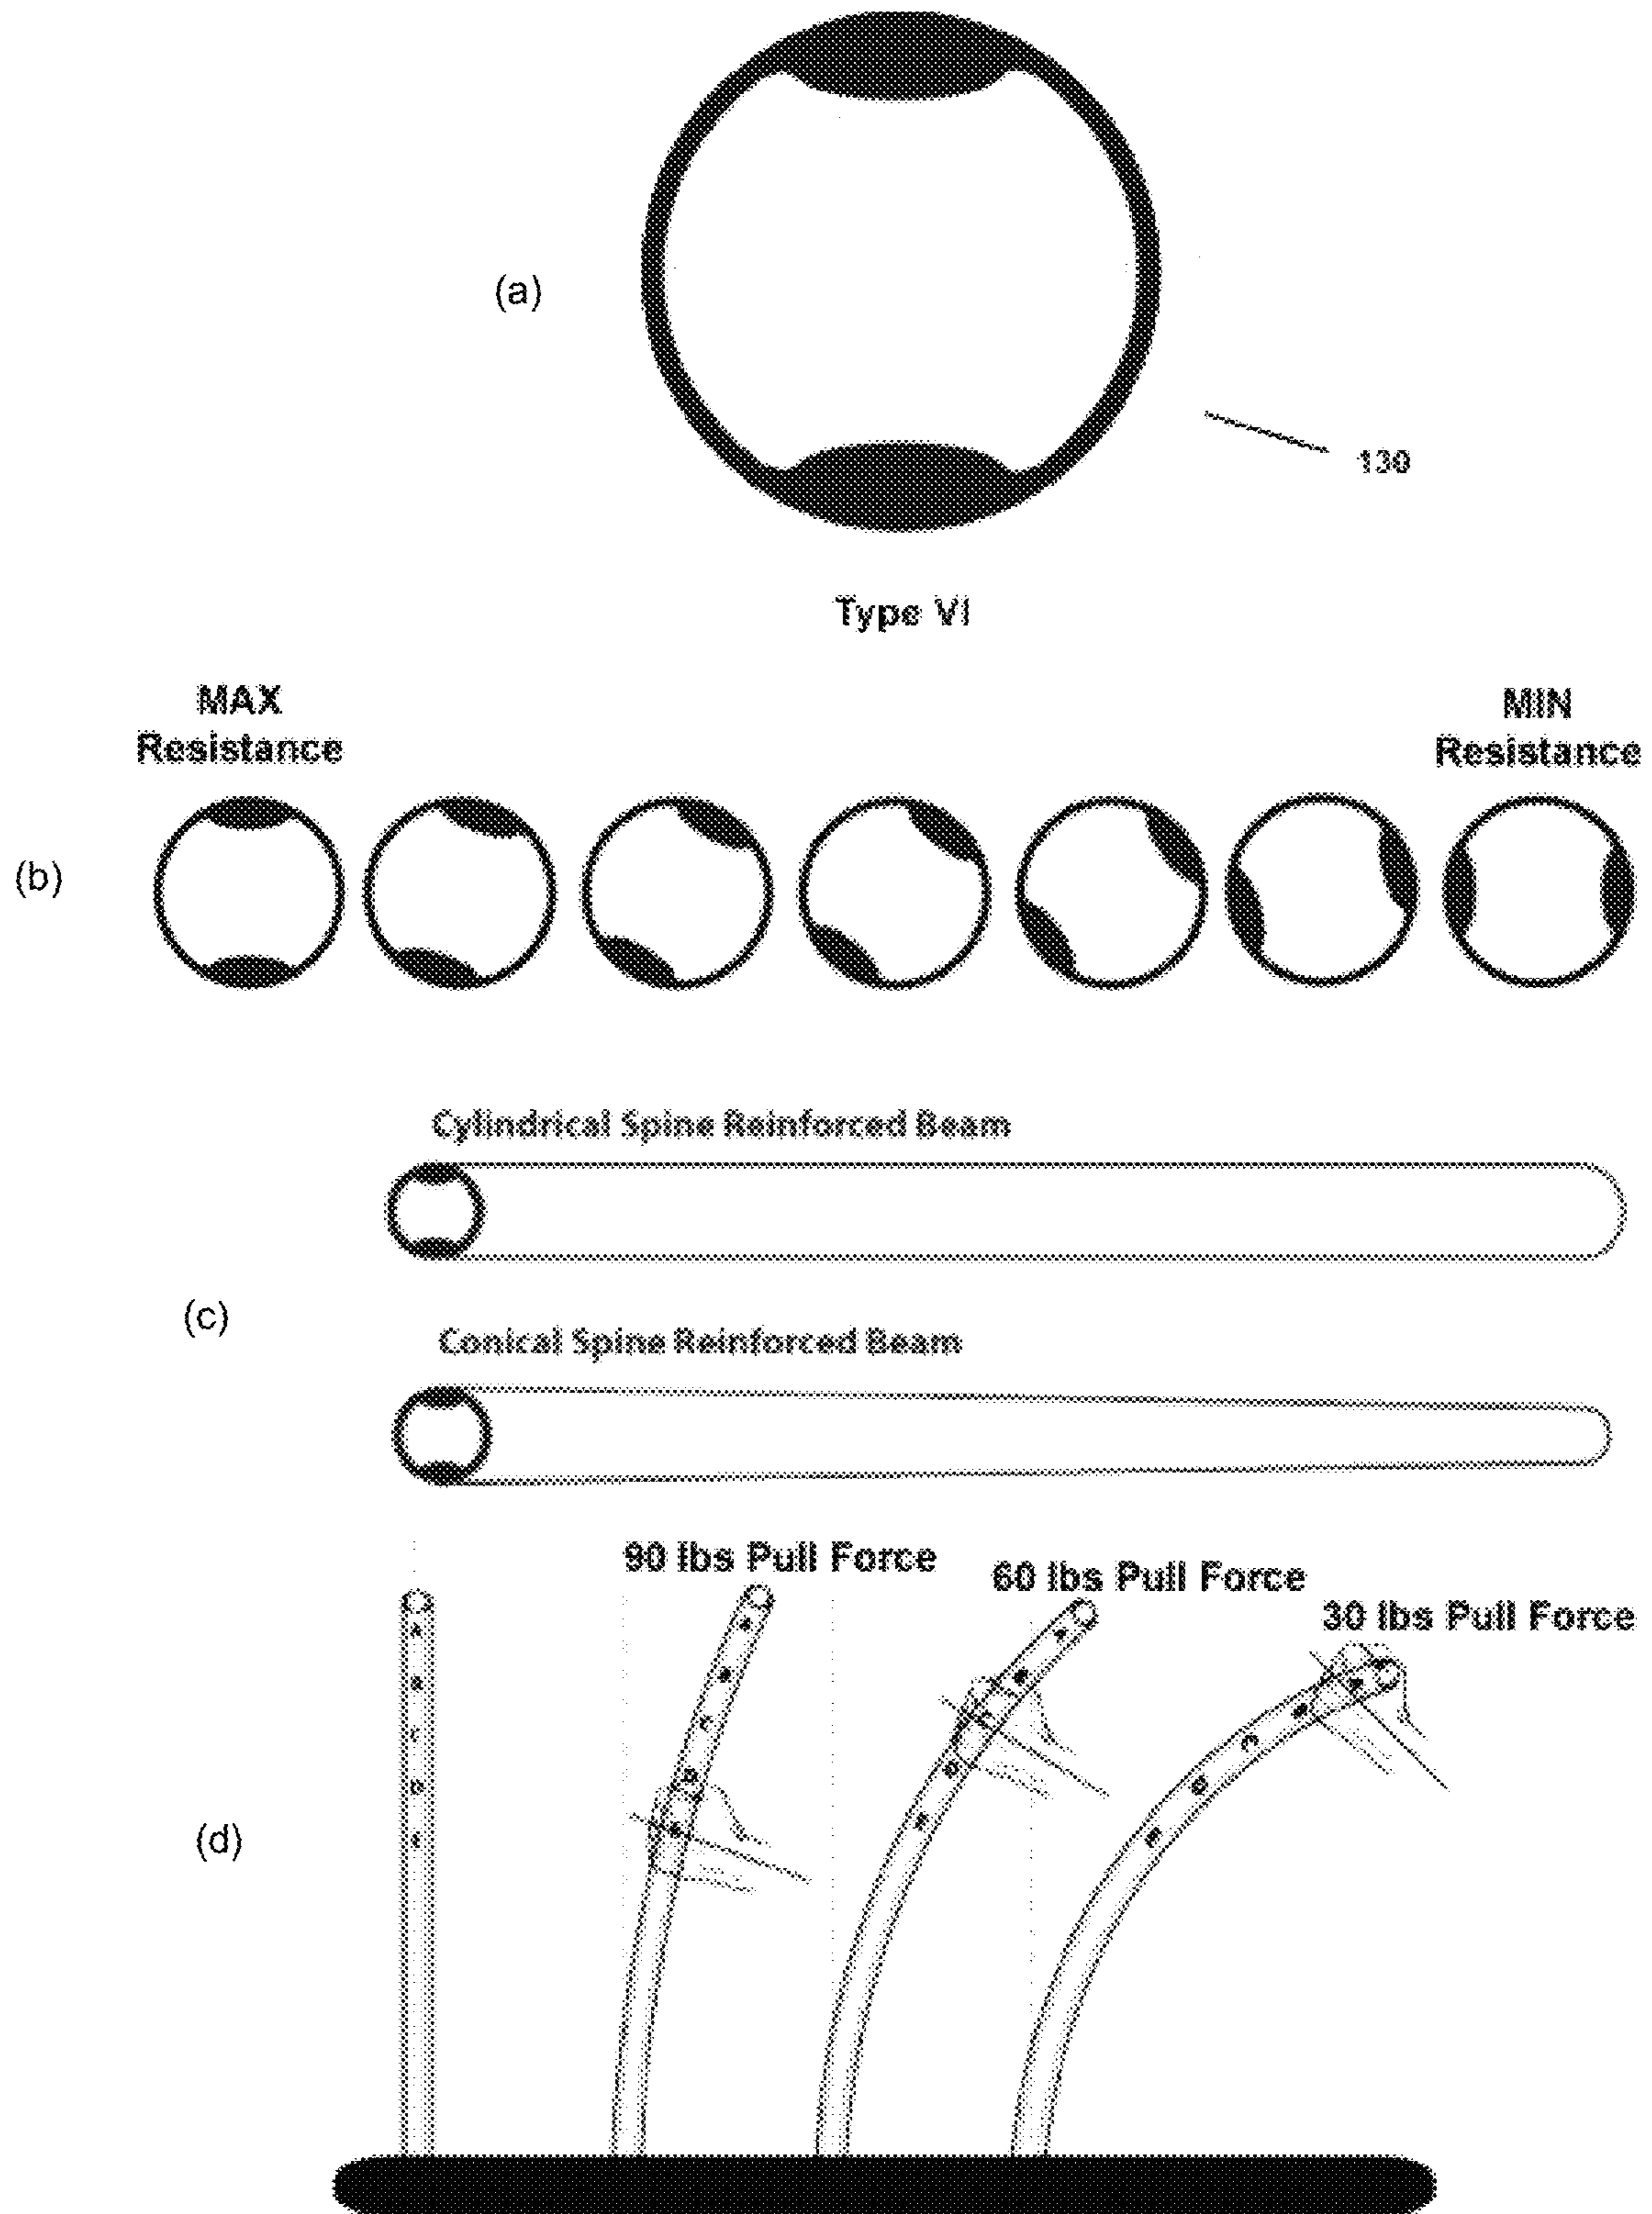 (a)
130
Type VI
MAX
Resistance
MIN
Resistance
(b)
Cylindrical Spine Reinforced Beam
(c)
Conical Spine Reinforced Beam
90 lbs Pull Force
60 lbs Pull Force
30 lbs Pull Force
A
B
C
D
E
(d)